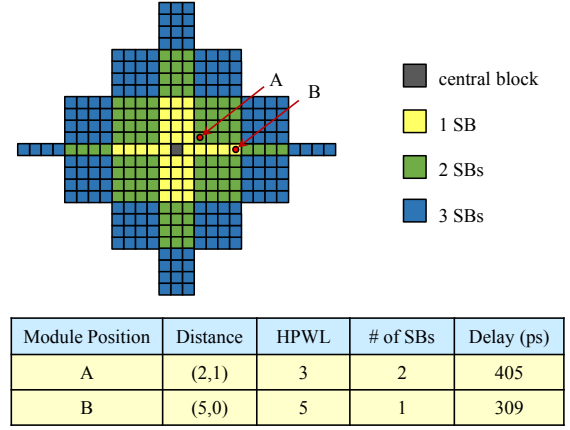 A
B
central block
1 SB
2 SBs
3 SBs
Module Position Distance HPWL # of SBs Delay (ps)
A (2,1) 3 2 405
B (5,0) 5 1 309